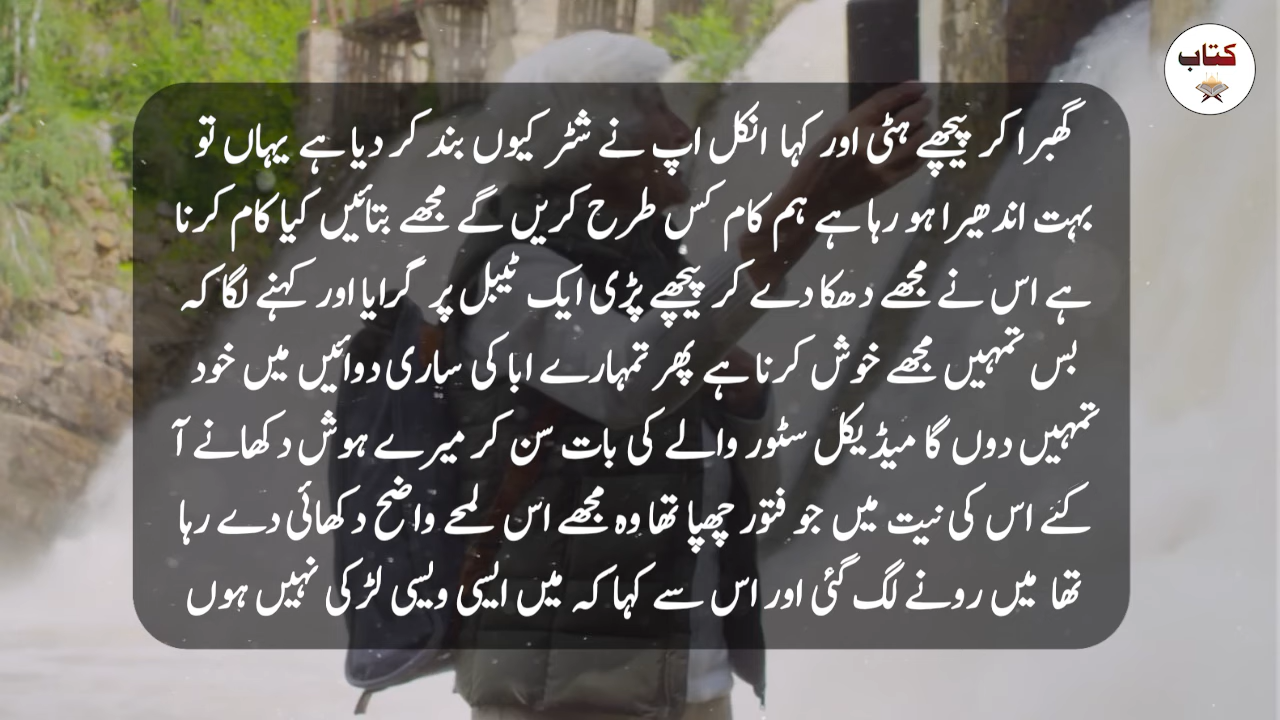 کتاب
گھبرا کر پیچھے ہٹی اور کہا انکل اپ نے شٹر کیوں بند کر دیا ہے یہاں تو
بہت اندھیرا ہو رہا ہے ہم کام کس طرح کریں گے مجھے بتائیں کیا کام کرنا
ہے اس نے مجھے دھکا دے کر پیچھے پڑی ایک ٹیبل پر گرایا اور کہنے لگا کہ
بس تمہیں مجھے خوش کرنا ہے پھر تمہارے ابا کی ساری دوائیں میں خود
تمہیں دوں گا میڈیکل سٹور والے کی بات سن کر میرے ہوش دکھانے آ
گئے اس کی نیت میں جو فتور چھپا تھا وہ مجھے اس لمحے واضح دکھائی دے رہا
تھا میں رونے لگ گئی اور اس سے کہا کہ میں ایسی ویسی لڑکی نہیں ہوں